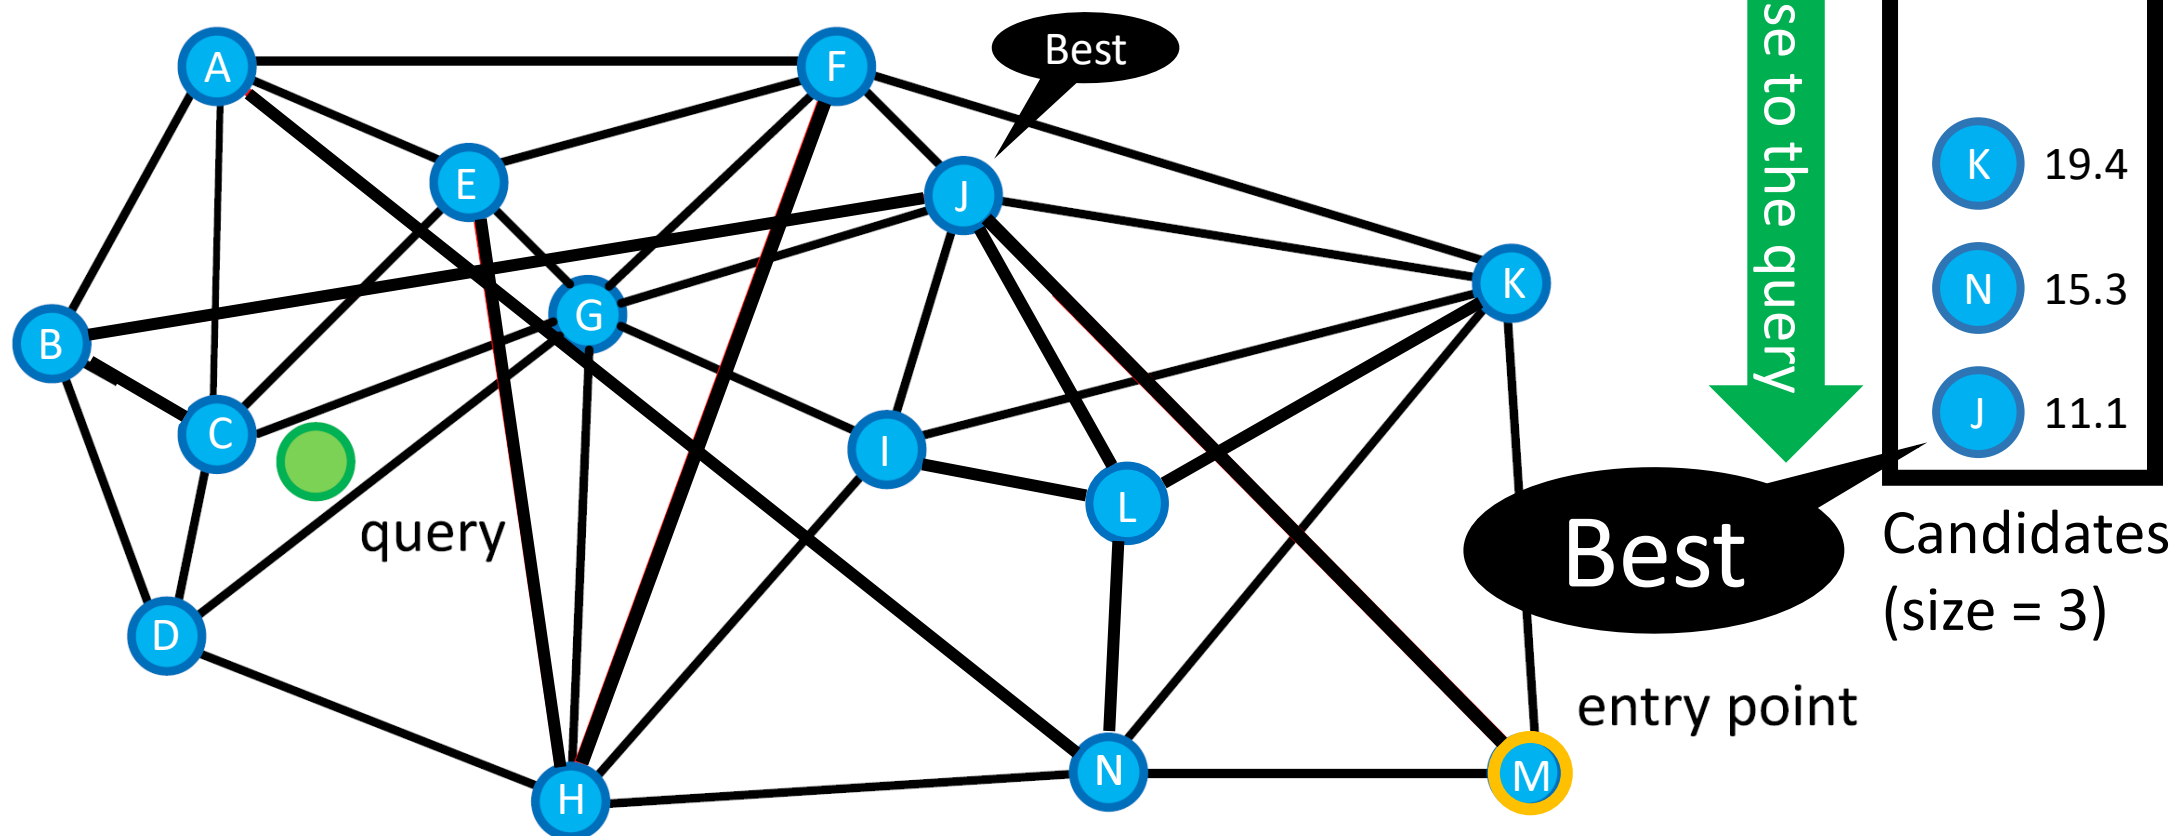 A
F
Best
E
J
K
G
B
C
I
L
query
D
H
N
M
entry point
se to the query
K 19.4
N 15.3
J 11.1
Best
Candidates
(size = 3)